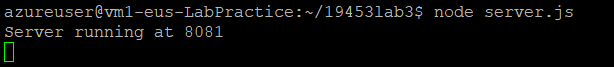 azureuser@vm1-eus-LabPractice:~/19453lab3$ node server.js
Server running at 8081